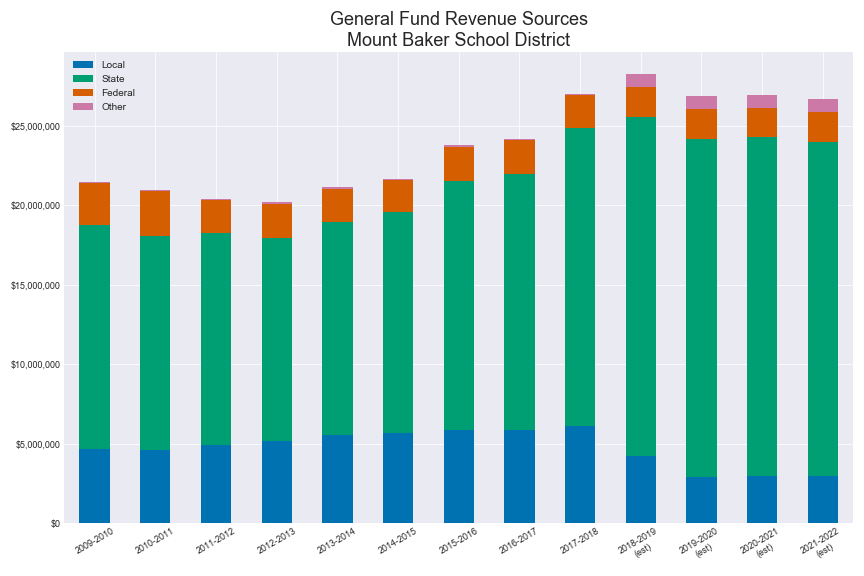 General Fund Revenue Sources
Mount Baker School District
Local
State
Federal
Other
$25,000,000
$20,000,000
$15,000,000
$10,000,000
$5,000,000
$0
2009-2010
2010-2011
2011-2012
2012-2013
2013-2014
2014-2015
2015-2016
2016-2017
2017-2018
2018-2019
(est)
2019-2020
(est)
2020-2021
(est)
2021-2022
(est)